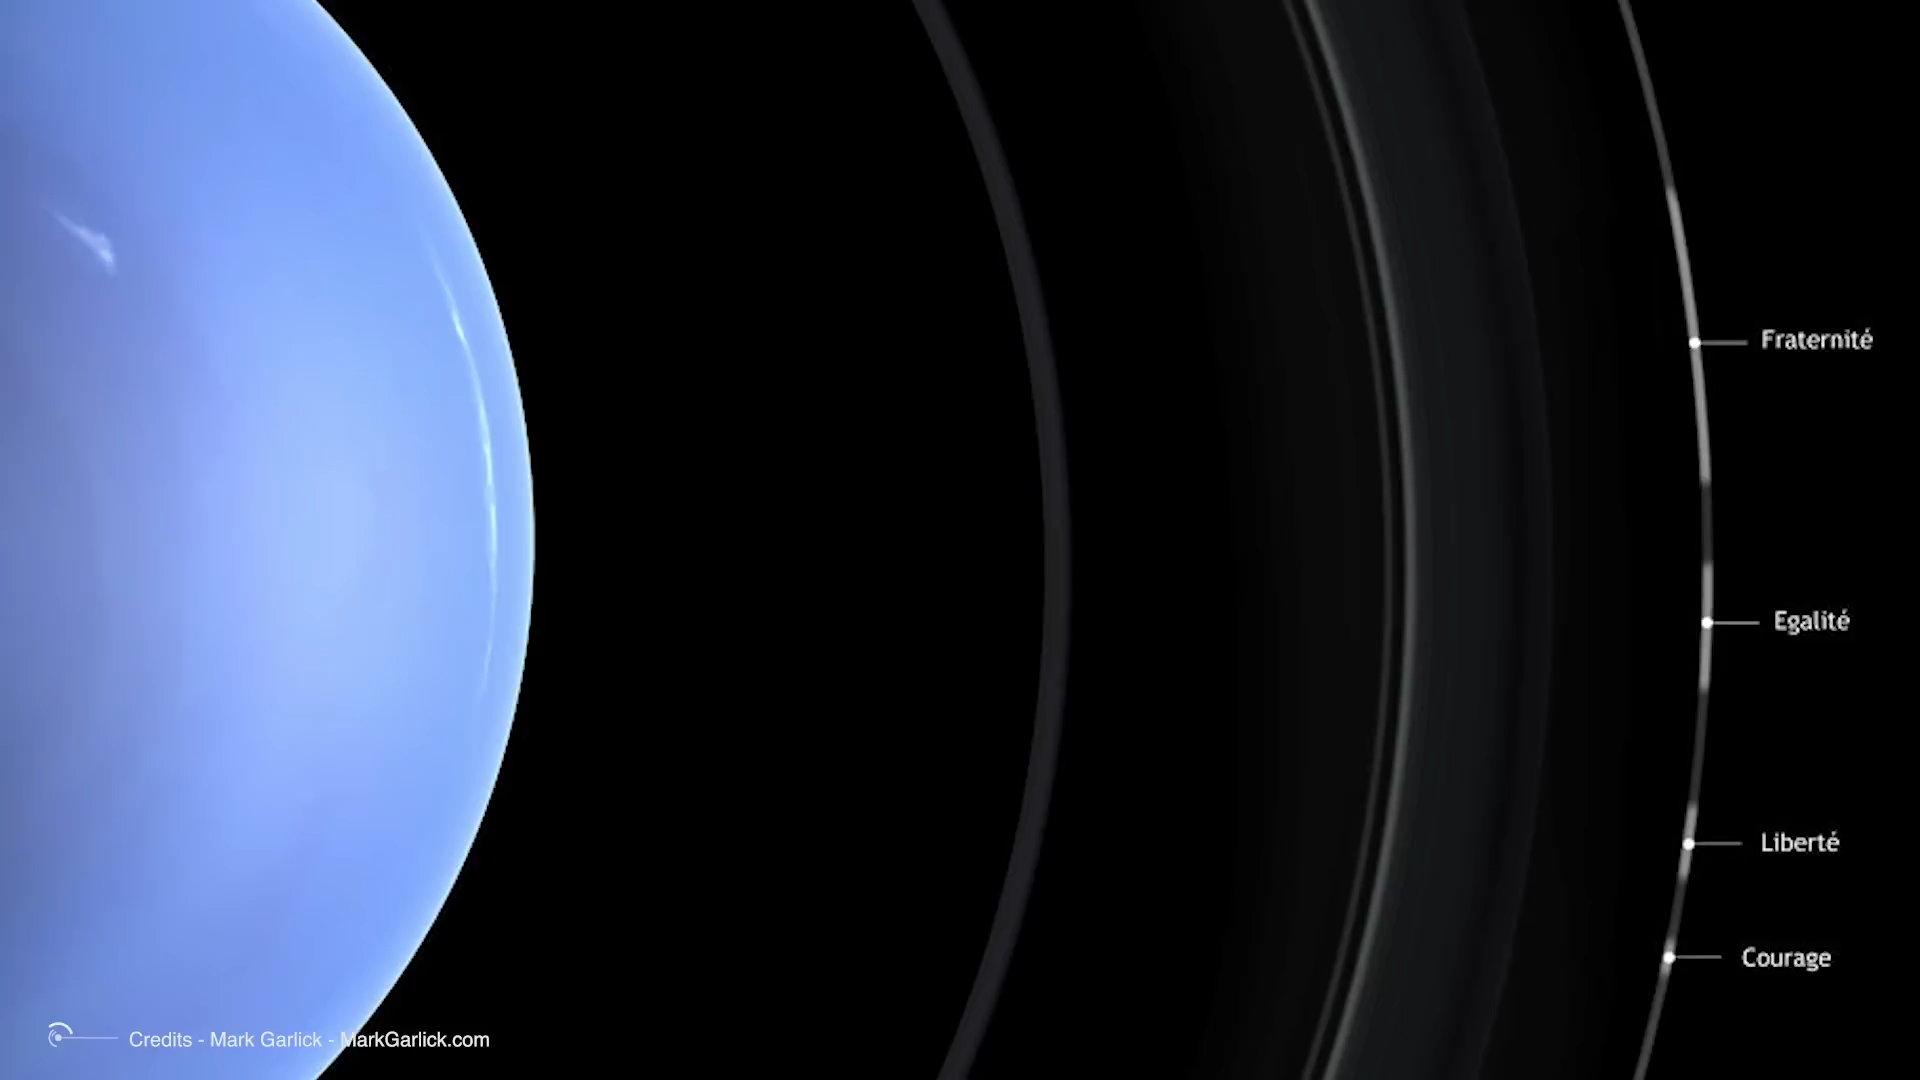 Fraternité
Egalité
Liberté
Courage
Credits - Mark Garlick - MarkGarlick.com